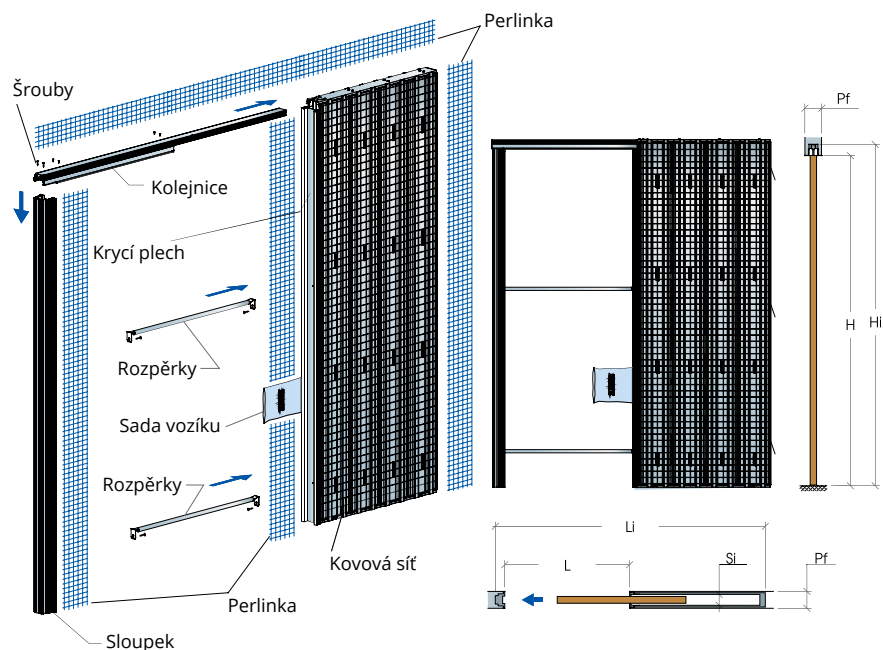 Perlinka
Šrouby
Kolejnice
Krycí plech
Rozpěrky
Sada vozíku
Rozpěrky
Kovová síť
Perlinka
Sloupek
Pf
H
Hi
Li
L
Si
Pf